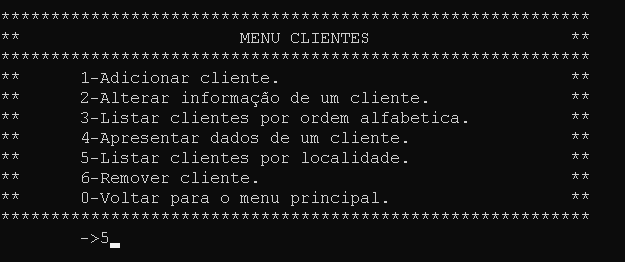 ***********************************************************
** MENU CLIENTES **
***********************************************************
** 1-Adicionar cliente. **
** 2-Alterar informação de um cliente. **
** 3-Listar clientes por ordem alfabetica. **
** 4-Apresentar dados de um cliente. **
** 5-Listar clientes por localidade. **
** 6-Remover cliente. **
** 0-Voltar para o menu principal. **
***********************************************************
->5_